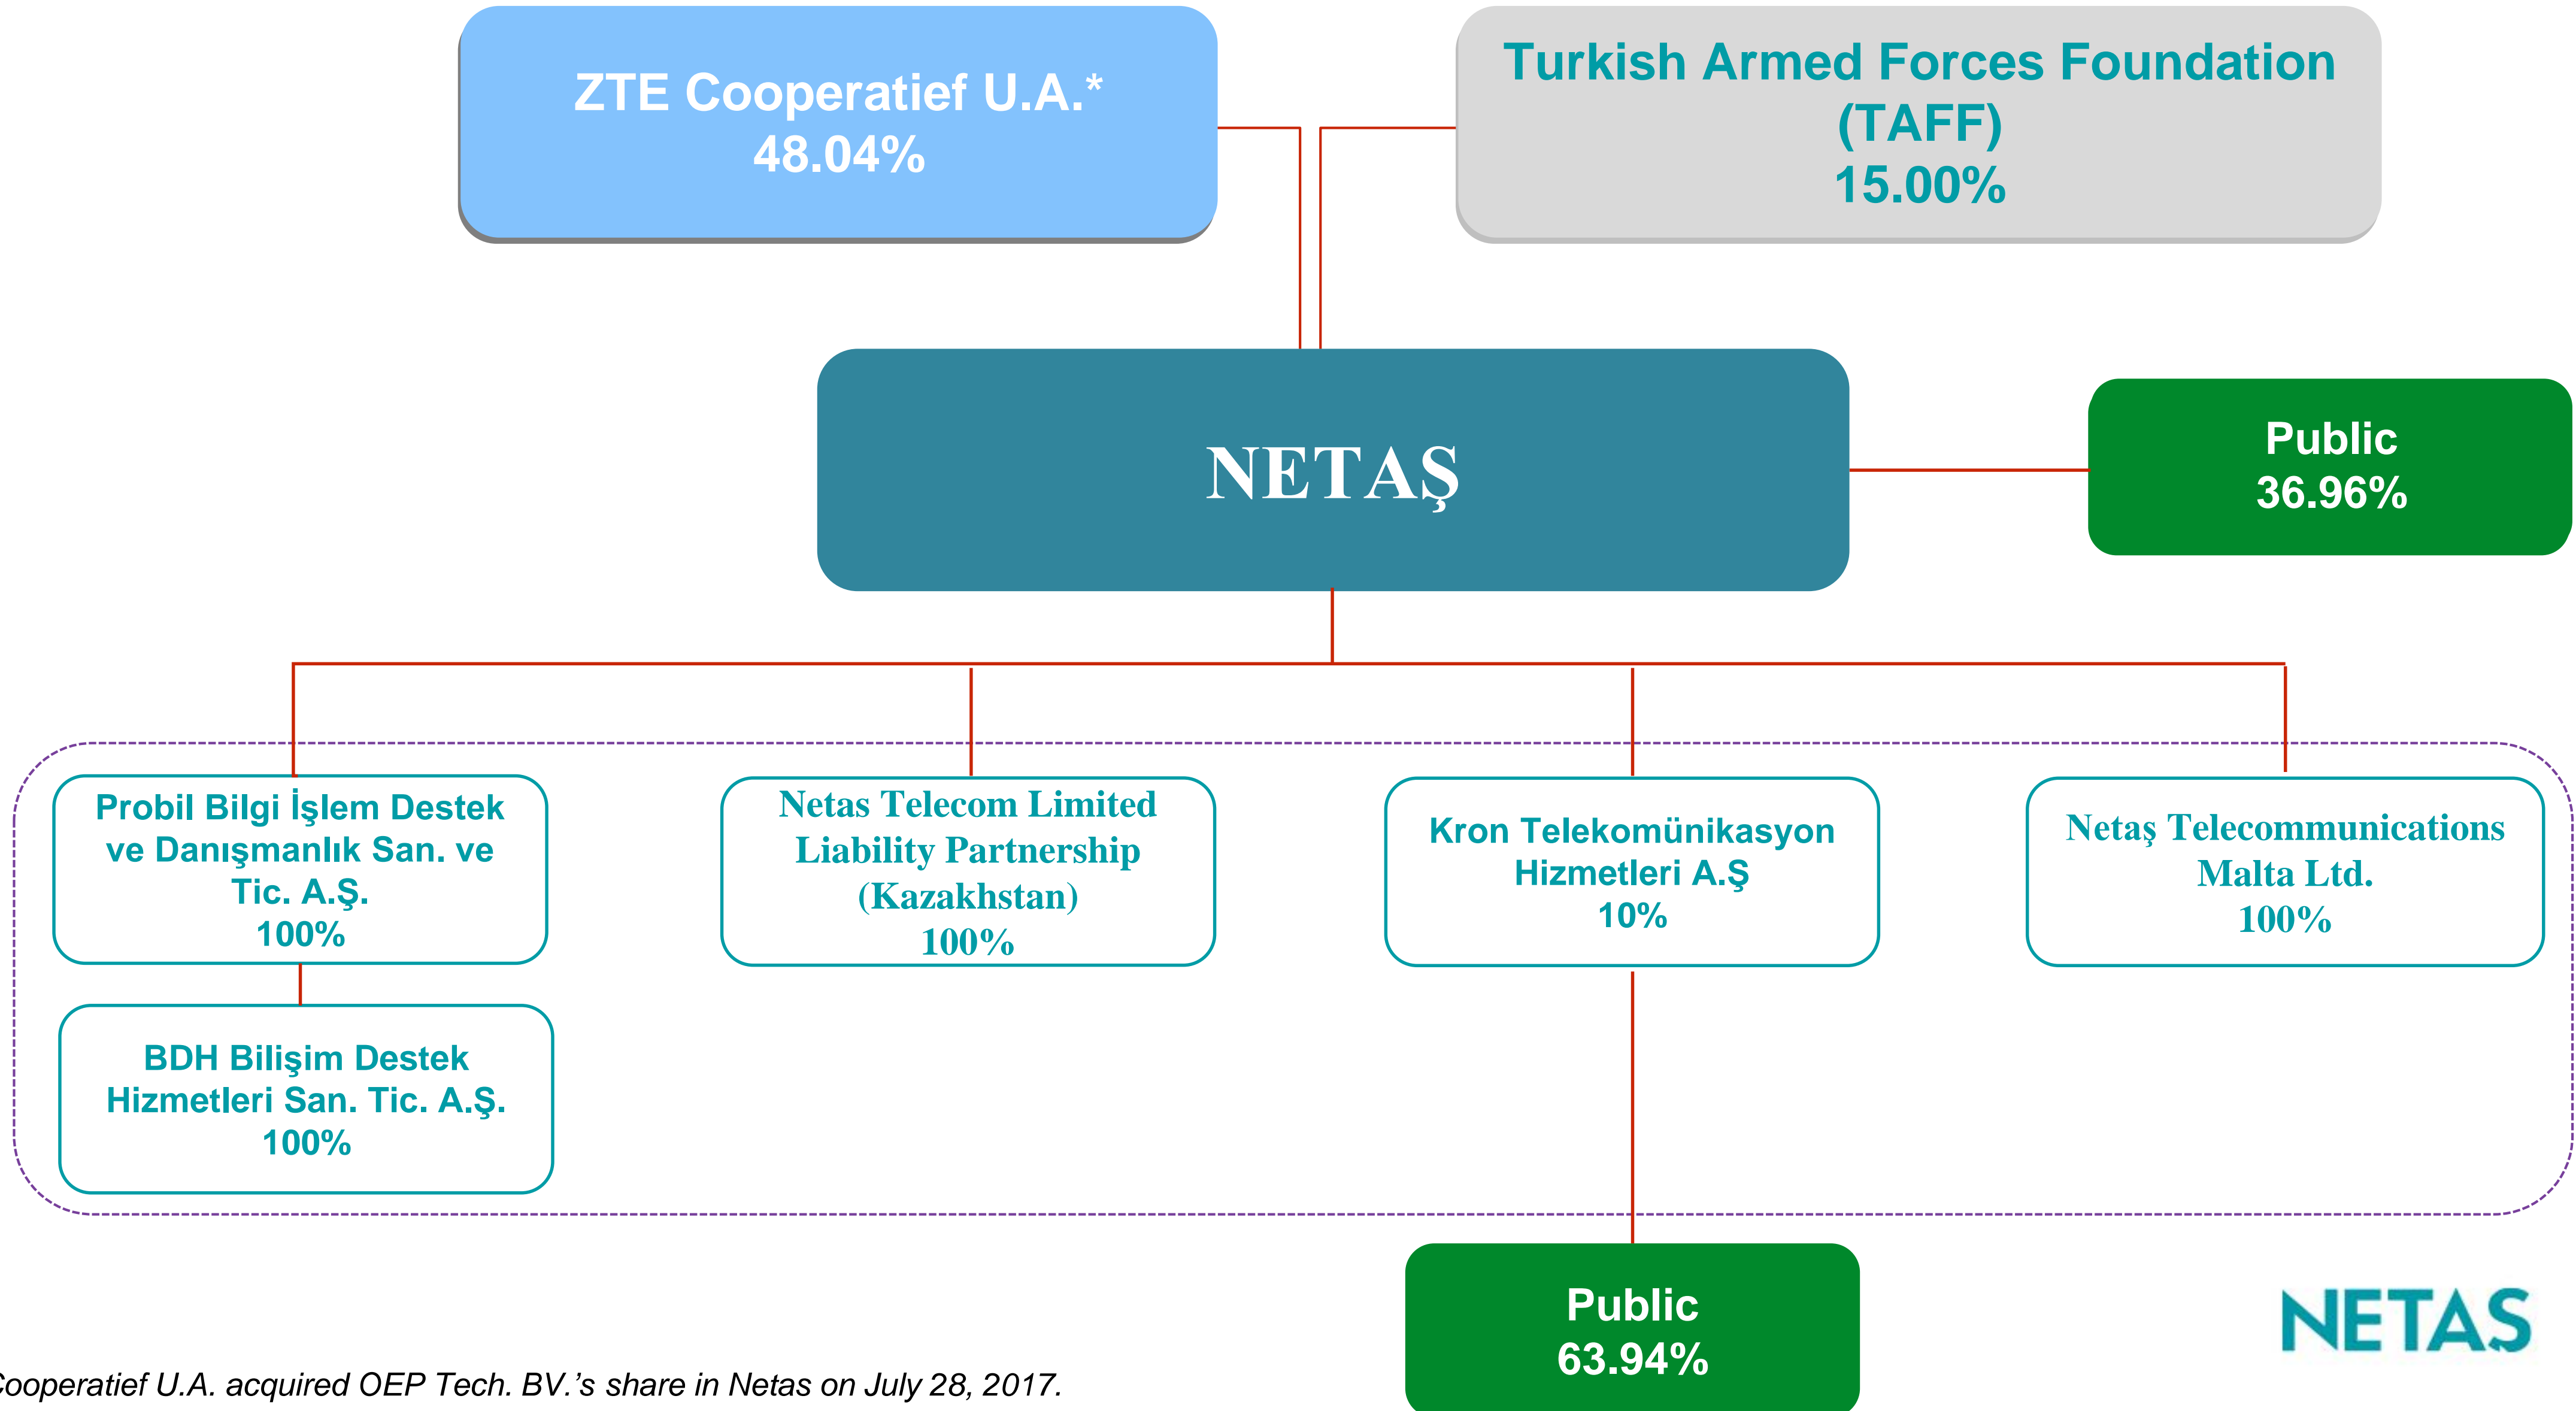 ZTE Cooperatief U.A.*
48.04%
Turkish Armed Forces Foundation
(TAFF)
15.00%
NETAŞ
Public
36.96%
Probil Bilgi İşlem Destek
ve Danışmanlık San. ve
Tic. A.Ş.
100%
Netas Telecom Limited
Liability Partnership
(Kazakhstan)
100%
Kron Telekomünikasyon
Hizmetleri A.Ş
10%
Netaş Telecommunications
Malta Ltd.
100%
BDH Bilişim Destek
Hizmetleri San. Tic. A.Ş.
100%
Public
63.94%
NETAŞ
Cooperatief U.A. acquired OEP Tech. BV.’s share in Netas on July 28, 2017.